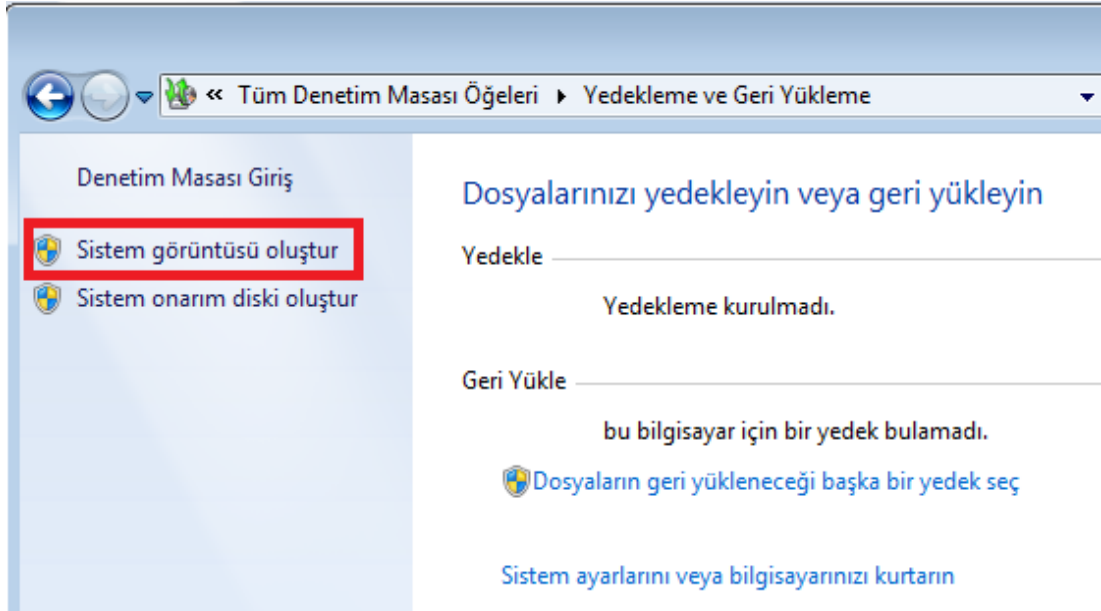 « Tüm Denetim Masası Öğeleri ▸ Yedekleme ve Geri Yükleme
Denetim Masası Giriş
Sistem görüntüsü oluştur
Sistem onarım diski oluştur
Dosyalarınızı yedekleyin veya geri yükleyin
Yedekle
Yedekleme kurulmadı.
Geri Yükle
bu bilgisayar için bir yedek bulamadı.
Dosyaların geri yükleneceği başka bir yedek seç
Sistem ayarlarını veya bilgisayarınızı kurtarın